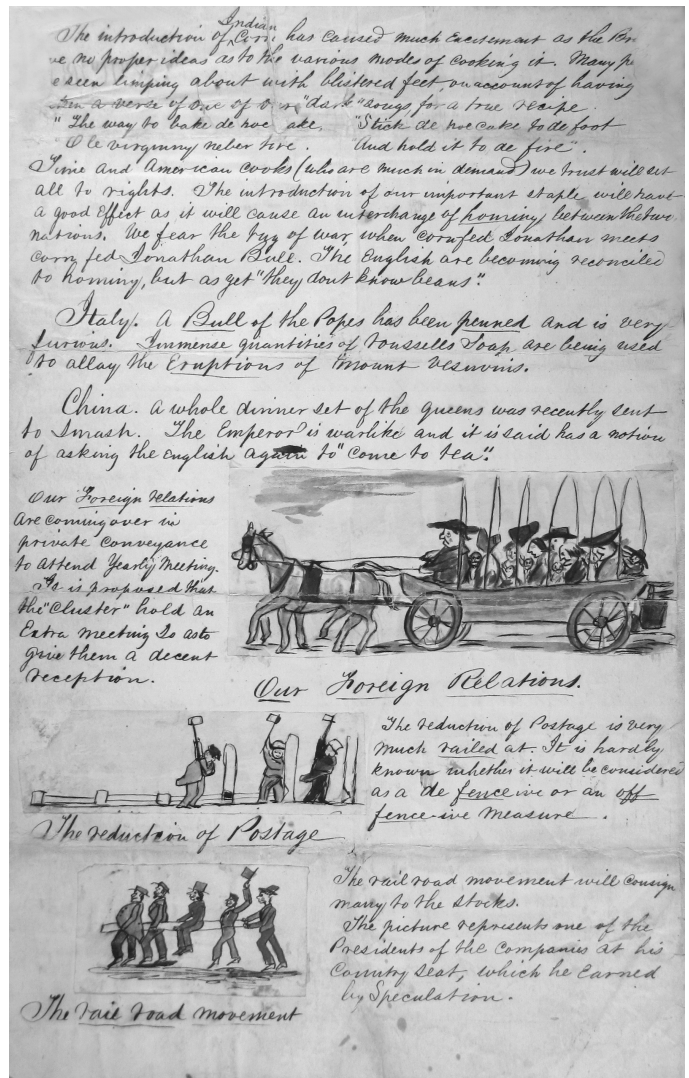 The introduction of Indian Corn has caused much Excitement as the Br
ve no proper ideas as to the various modes of cooking it. Many pe
e seen limping about with blistered feet, on account of having
a verse of one of our "dark" songs, for a true recipe.
"The way to bake de hoe ake "Stick de hoe cake to de foot
Ole virginny neber tire. And hold it to de fire".
Time and American cooks (who are much in demand) we trust will set
all to rights. The introduction of our important staple will have
a good Effect as it will cause an interchange of homing between the two
nations. We fear the tug of war, when corn fed Jonathan meets
corn fed Jonathan Bull. The English are becoming reconciled
to homing, but as yet "they dont know beans".
Italy. A Bull of the Popes has been penned and is very
furious. Immense quantities of Roussells Soap are being used
to allay the Eruptions of Mount Vesuvius.
China. A whole dinner set of the queens was recently sent
to Smash. The Emperor is warlike and it is said has a notion
of asking the English again to "come to tea".
Our Foreign relations
are coming over in
private conveyance
to attend Yearly Meeting.
It is proposed that
the "Cluster" hold an
Extra meeting So as to
give them a decent
reception.
Our Foreign Relations.
The reduction of Postage is very
much railed at. It is hardly
known whether it will be considered
as a de fence ive or an off
fence-ive measure.
The reduction of Postage
The rail road movement will consign
many to the stocks.
The picture represents one of the
Presidents of the Companies at his
Country Seat, which he earned
by Speculation.
The rail road movement